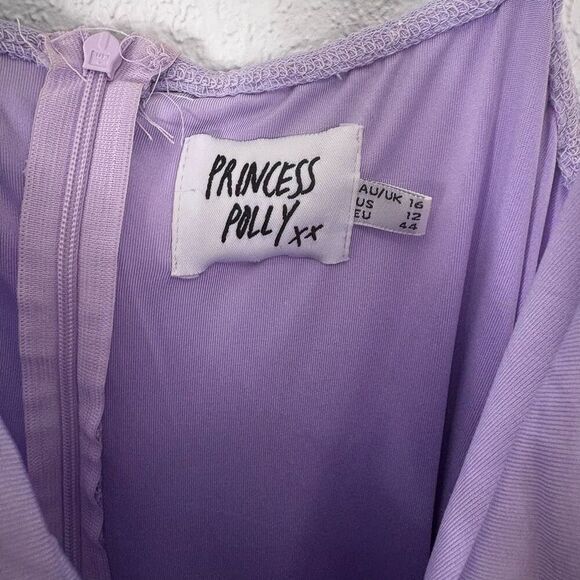 PRINCESS
POLLY xx
AU/UK 16
US 12
EU 44